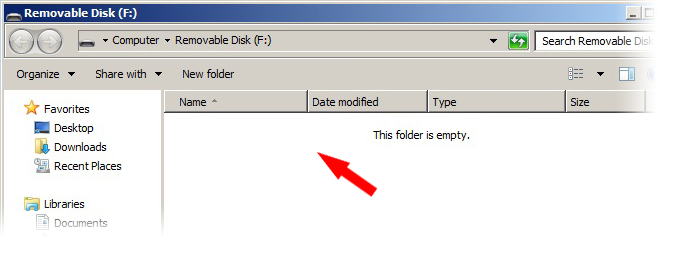 Removable Disk (F:)
Computer Removable Disk (F:) Search Removable Disk
Organize Share with New folder
Favorites
Desktop
Downloads
Recent Places
Libraries
Documents
Name Date modified Type Size
This folder is empty.